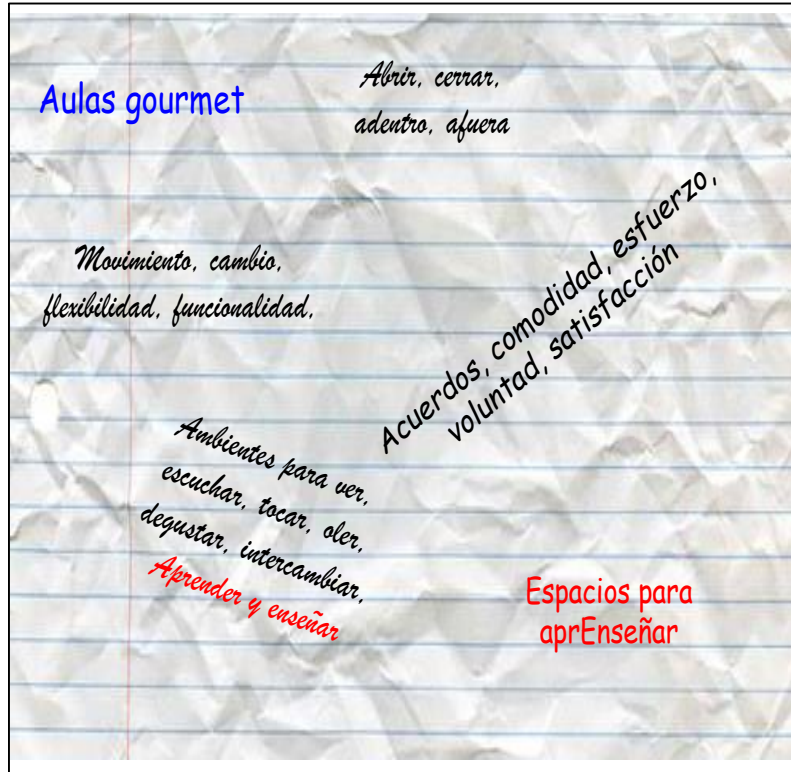 Aulas gourmet
Abrir, cerrar,
adentro, afuera
Movimiento, cambio,
flexibilidad, funcionalidad,
Acuerdos, comodidad, esfuerzo,
voluntad, satisfacción
Ambientes para ver,
escuchar, tocar, oler,
degustar, intercambiar,
Aprender y enseñar
Espacios para
aprEnseñar